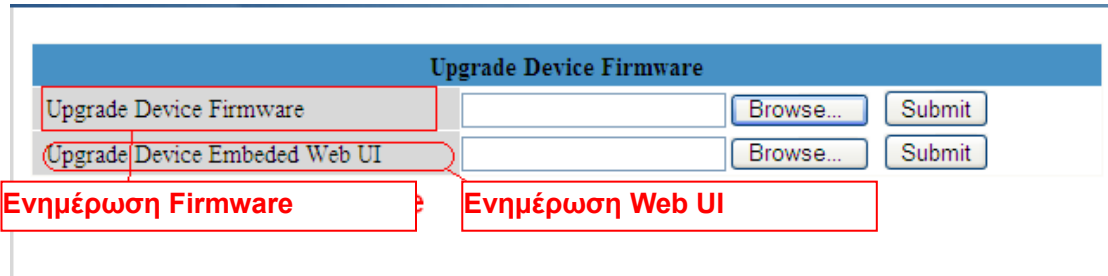 Upgrade Device Firmware
Upgrade Device Firmware Browse... Submit
Upgrade Device Embeded Web UI Browse... Submit
Ενημέρωση Firmware e Ενημέρωση Web UI